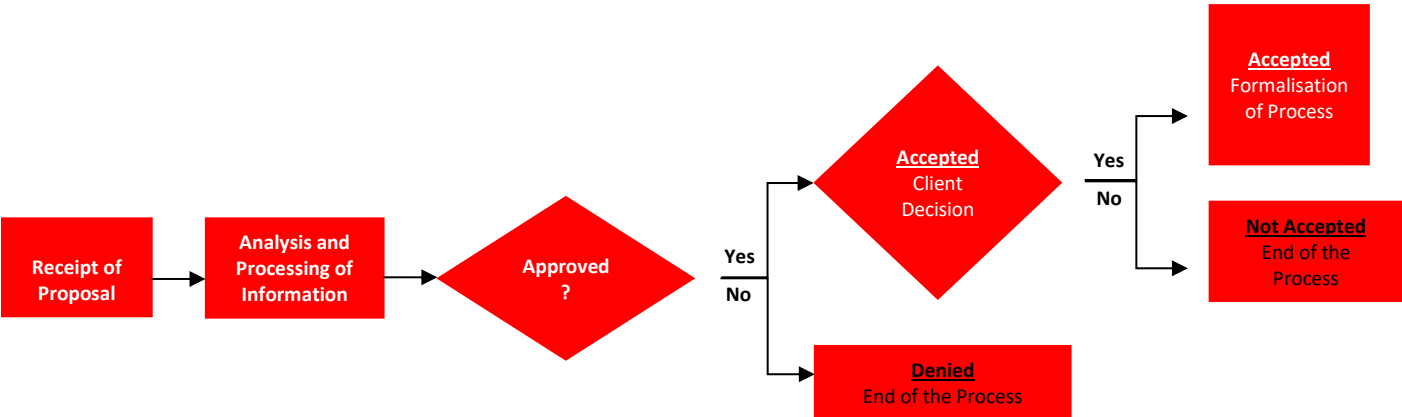 Receipt of
Proposal
Analysis and
Processing of
Information
Approved
?
Yes
No
Accepted
Client
Decision
Denied
End of the Process
Yes
No
Accepted
Formalisation
of Process
Not Accepted
End of the
Process